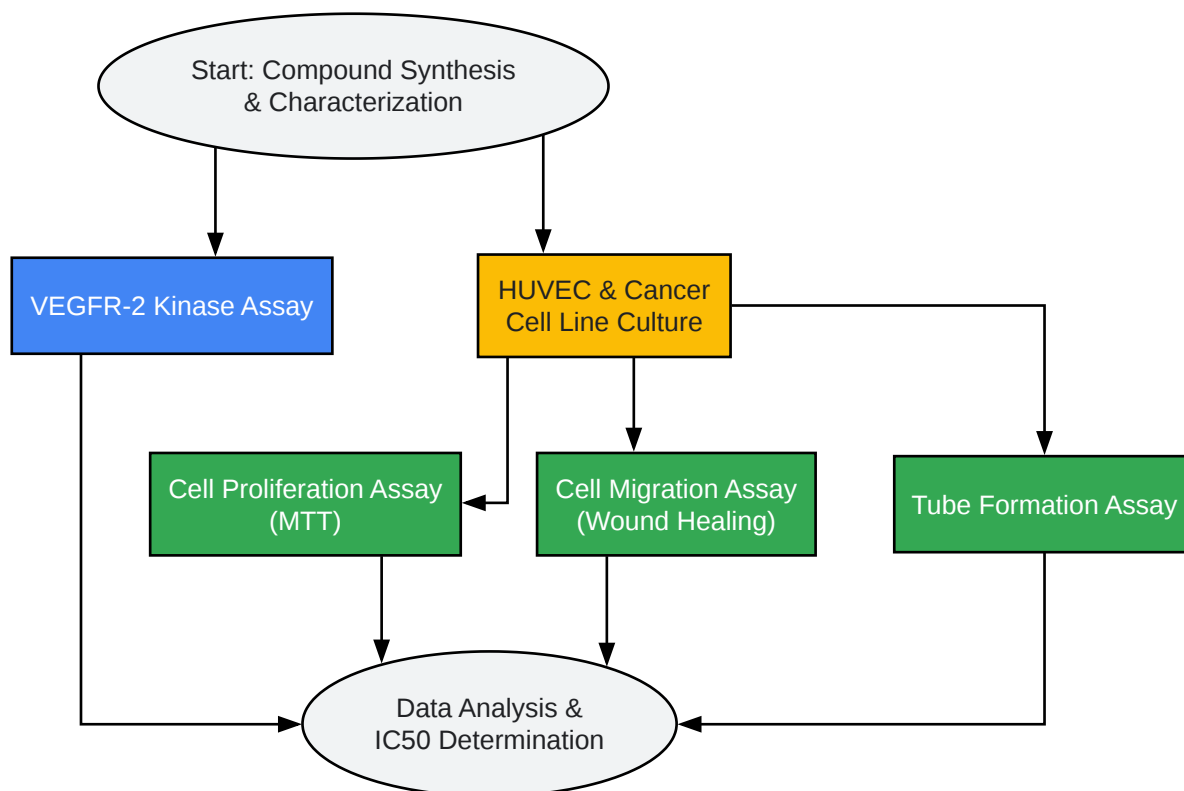 Start: Compound Synthesis
& Characterization
VEGFR-2 Kinase Assay
HUVEC & Cancer
Cell Line Culture
Cell Proliferation Assay
(MTT)
Cell Migration Assay
(Wound Healing)
Tube Formation Assay
Data Analysis &
IC50 Determination